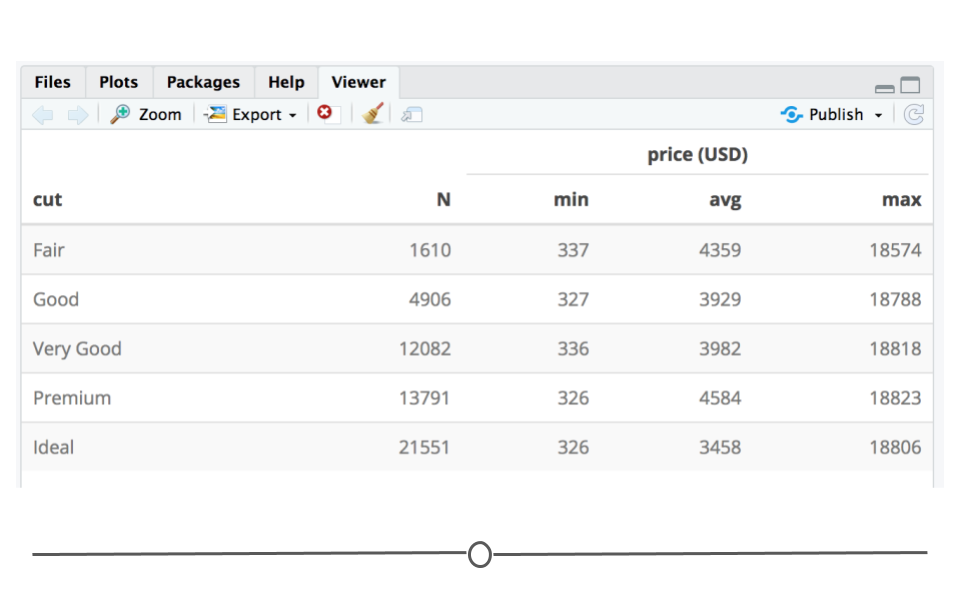 Files Plots Packages Help Viewer
Zoom Export Publish
price (USD)
cut N min avg max
Fair 1610 337 4359 18574
Good 4906 327 3929 18788
Very Good 12082 336 3982 18818
Premium 13791 326 4584 18823
Ideal 21551 326 3458 18806